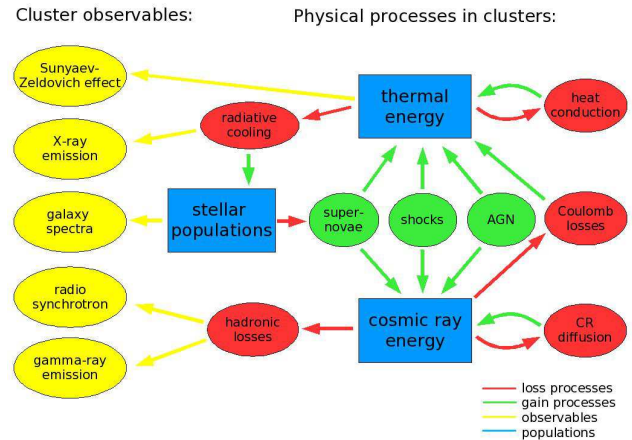 Cluster observables:
Physical processes in clusters:
Sunyaev-
Zeldovich effect
thermal
energy
heat
conduction
radiative
cooling
X-ray
emission
stellar
populations
super-
novae
shocks
AGN
Coulomb
losses
galaxy
spectra
radio
synchrotron
hadronic
losses
cosmic ray
energy
CR
diffusion
gamma-ray
emission
loss processes
gain processes
observables
populations